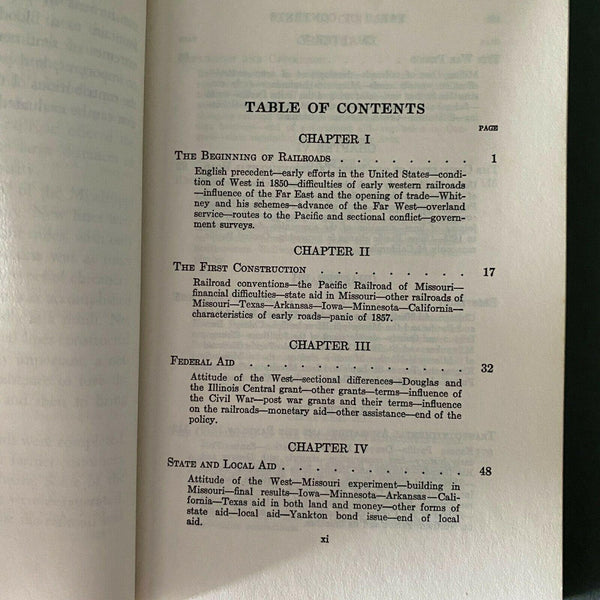 TABLE OF CONTENTS
PAGE
CHAPTER I
The Beginning of Railroads . . . . . . . . 1
English precedent—early efforts in the United States—condi-
tion of West in 1850—difficulties of early western railroads
—influence of the Far East and the opening of trade—Whit-
ney and his schemes—advance of the Far West—overland
service—routes to the Pacific and sectional conflict—govern-
ment surveys.
CHAPTER II
The First Construction . . . . . . . . . 17
Railroad conventions—the Pacific Railroad of Missouri—
financial difficulties—state aid in Missouri—other railroads of
Missouri—Texas—Arkansas—Iowa—Minnesota—California—
characteristics of early roads—panic of 1857.
CHAPTER III
Federal Aid . . . . . . . . . . . . . 32
Attitude of the West—sectional differences—Douglas and
the Illinois Central grant—other grants—terms—influence of
the Civil War—post war grants and their terms—influence
on the railroads—monetary aid—other assistance—end of the
policy.
CHAPTER IV
State and Local Aid . . . . . . . . . . . 48
Attitude of the West—Missouri experiment—building in
Missouri—final results—Iowa—Minnesota—Arkansas—Cali-
fornia—Texas aid in both land and money—other forms of
state aid—local aid—Yankton bond issue—end of local
aid.
xi